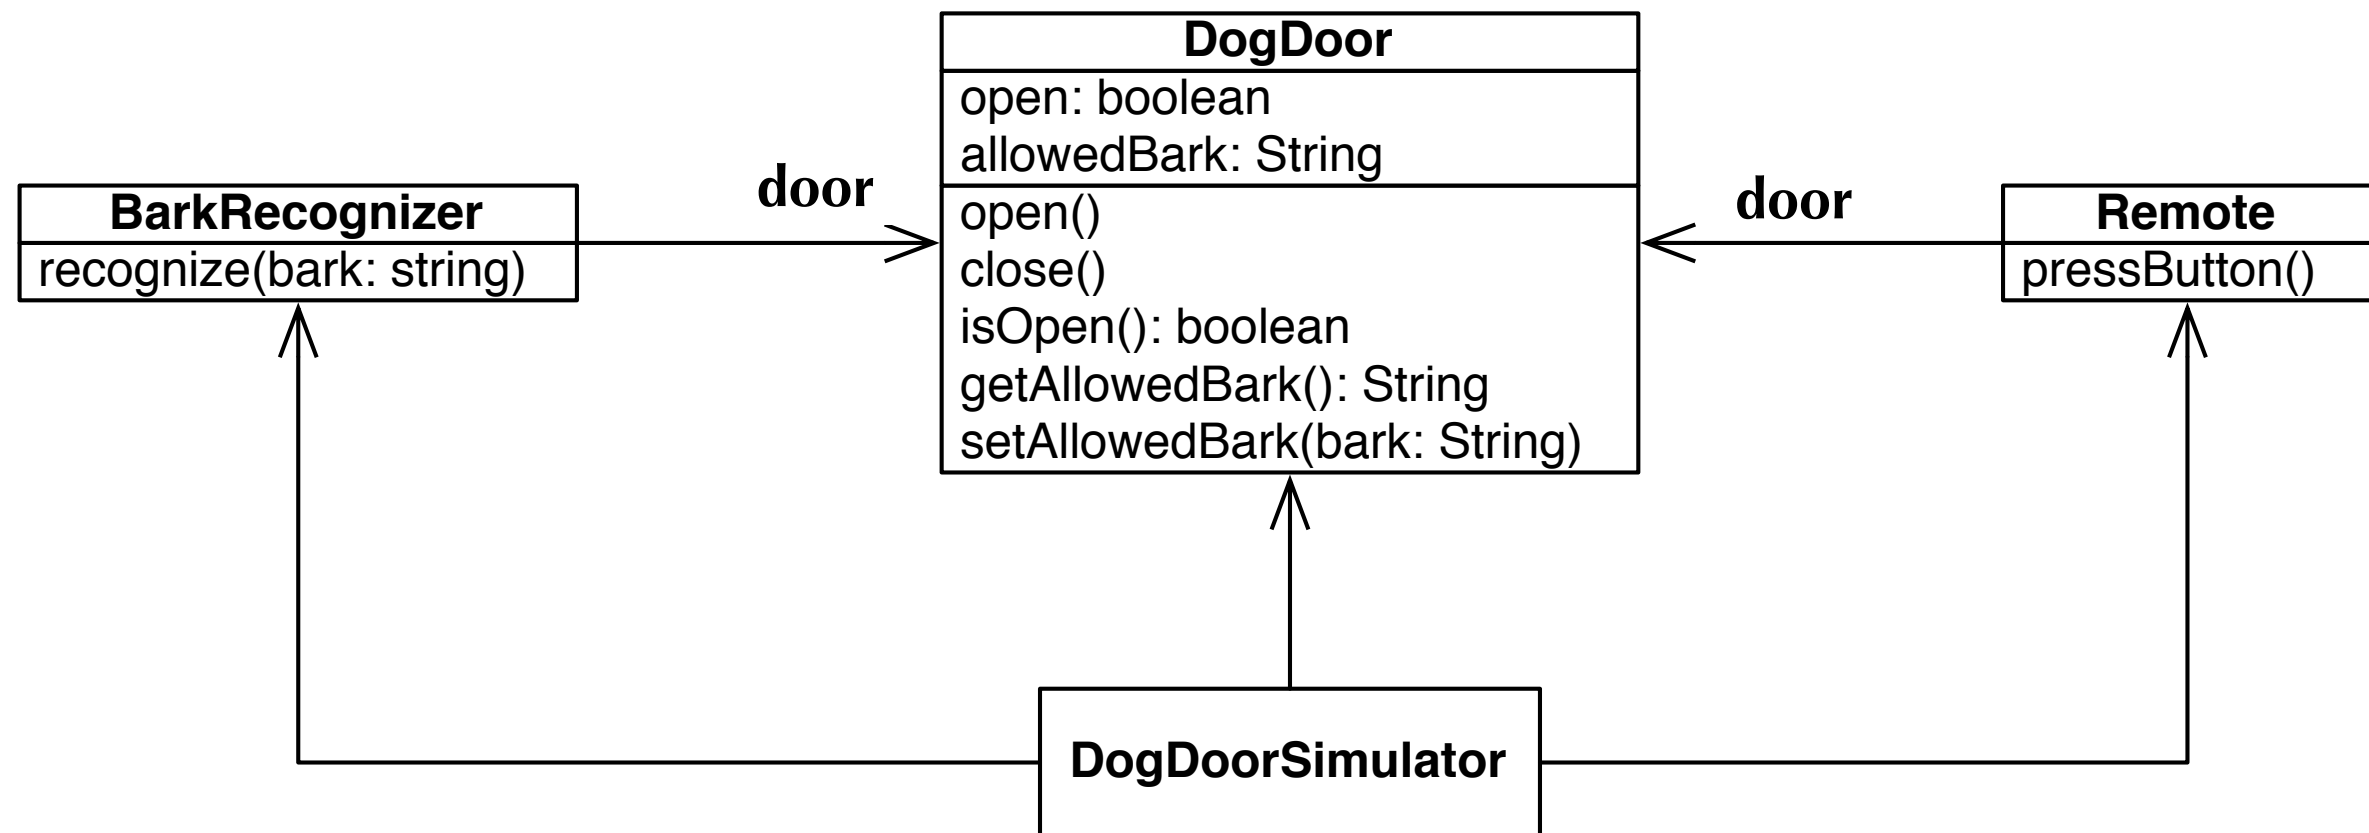 DogDoor
open: boolean
allowedBark: String
open()
close()
isOpen(): boolean
getAllowedBark(): String
setAllowedBark(bark: String)
door
BarkRecognizer
recognize(bark: string)
door
Remote
pressButton()
DogDoorSimulator